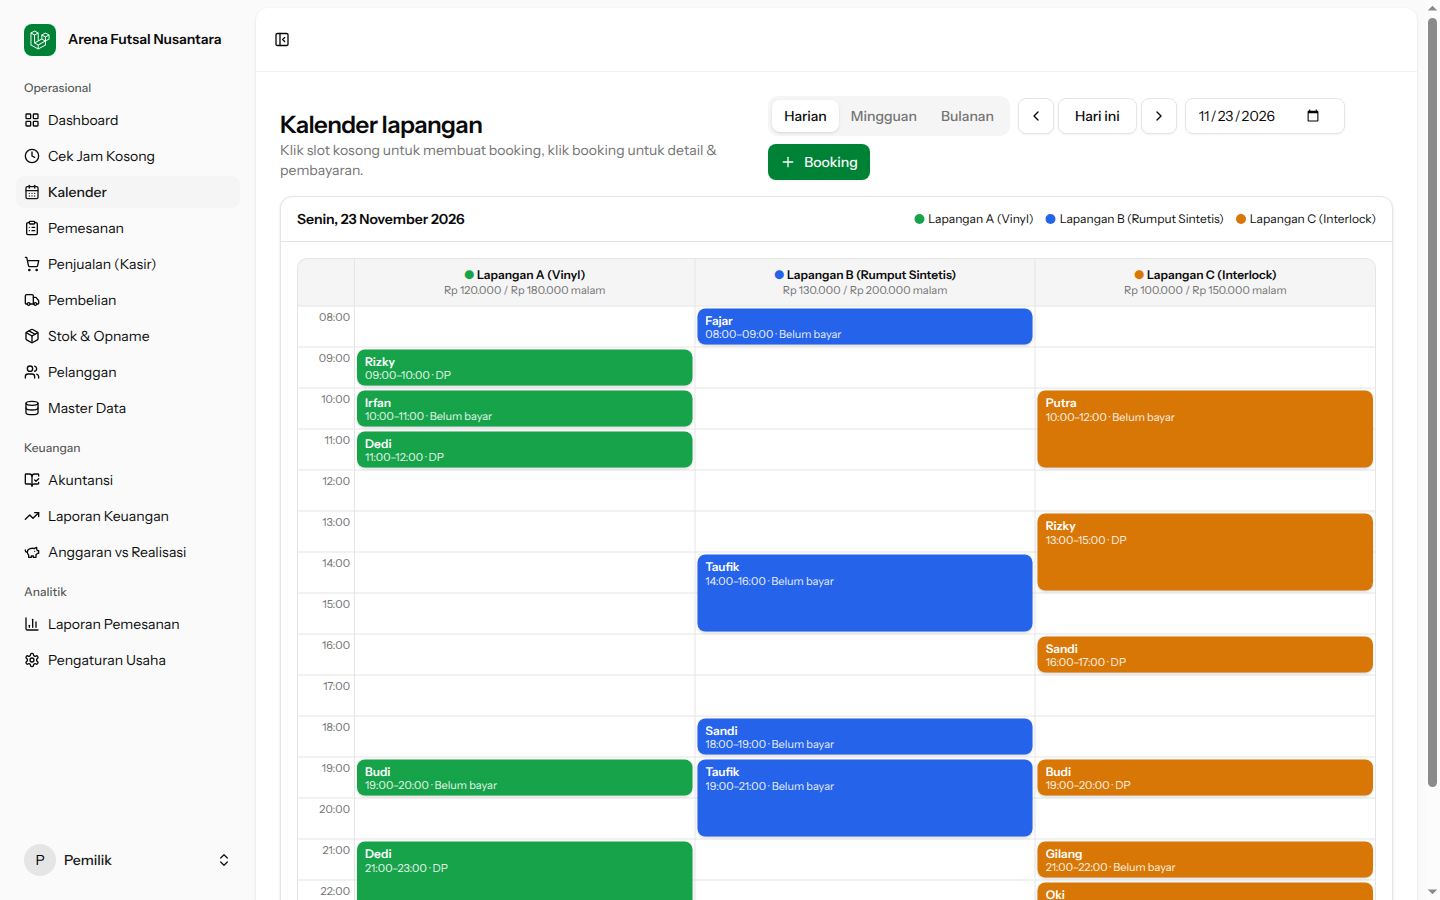 Arena Futsal Nusantara
Operasional
Dashboard
Cek Jam Kosong
Kalender
Pemesanan
Penjualan (Kasir)
Pembelian
Stok & Opname
Pelanggan
Master Data
Keuangan
Akuntansi
Laporan Keuangan
Anggaran vs Realisasi
Analitik
Laporan Pemesanan
Pengaturan Usaha
P Pemilik
Kalender lapangan
Klik slot kosong untuk membuat booking, klik booking untuk detail &
pembayaran.
Harian Mingguan Bulanan Hari ini 11/23/2026
+ Booking
Senin, 23 November 2026
Lapangan A (Vinyl) Lapangan B (Rumput Sintetis) Lapangan C (Interlock)
Lapangan A (Vinyl) Lapangan B (Rumput Sintetis) Lapangan C (Interlock)
Rp 120.000 / Rp 180.000 malam Rp 130.000 / Rp 200.000 malam Rp 100.000 / Rp 150.000 malam
08:00
Fajar
08:00–09:00 · Belum bayar
09:00
Rizky
09:00–10:00 · DP
10:00
Irfan
10:00–11:00 · Belum bayar
Putra
10:00–12:00 · Belum bayar
11:00
Dedi
11:00–12:00 · DP
12:00
13:00
Rizky
13:00–15:00 · DP
14:00
Taufik
14:00–16:00 · Belum bayar
15:00
16:00
Sandi
16:00–17:00 · DP
17:00
18:00
Sandi
18:00–19:00 · Belum bayar
19:00
Budi
19:00–20:00 · Belum bayar
Taufik
19:00–21:00 · Belum bayar
Budi
19:00–20:00 · DP
20:00
21:00
Dedi
21:00–23:00 · DP
Gilang
21:00–22:00 · Belum bayar
22:00
Oki